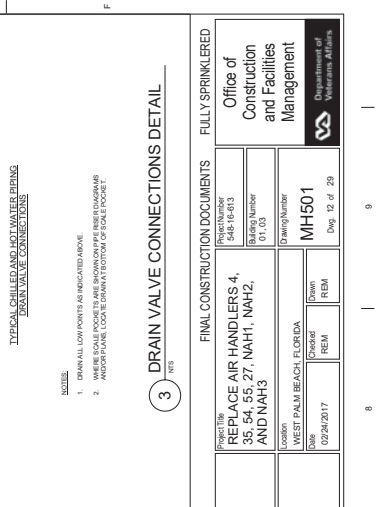 F
TYPICAL CHILLED AND HOT WATER PIPING
DRAIN VALVE CONNECTIONS
NOTES:
1. DRAIN ALL LOW POINTS AS INDICATED ABOVE.
2. WHERE SCALE POCKETS ARE SHOWN ON PIPE RISER DIAGRAMS
AND/OR PLANS, LOCATE DRAIN AT BOTTOM OF SCALE POCKET.
3 DRAIN VALVE CONNECTIONS DETAIL
NTS
FINAL CONSTRUCTION DOCUMENTS FULLY SPRINKLERED
Project Title
REPLACE AIR HANDLERS 4,
35, 54, 55, 27, NAH1, NAH2,
AND NAH3
Location
WEST PALM BEACH, FLORIDA
Date
02/24/2017
Checked
REM
Drawn
REM
Project Number
548-16-613
Building Number
01, 03
Drawing Number
MH501
Dwg. 12 of 29
Office of
Construction
and Facilities
Management
Department of
Veterans Affairs
8
9